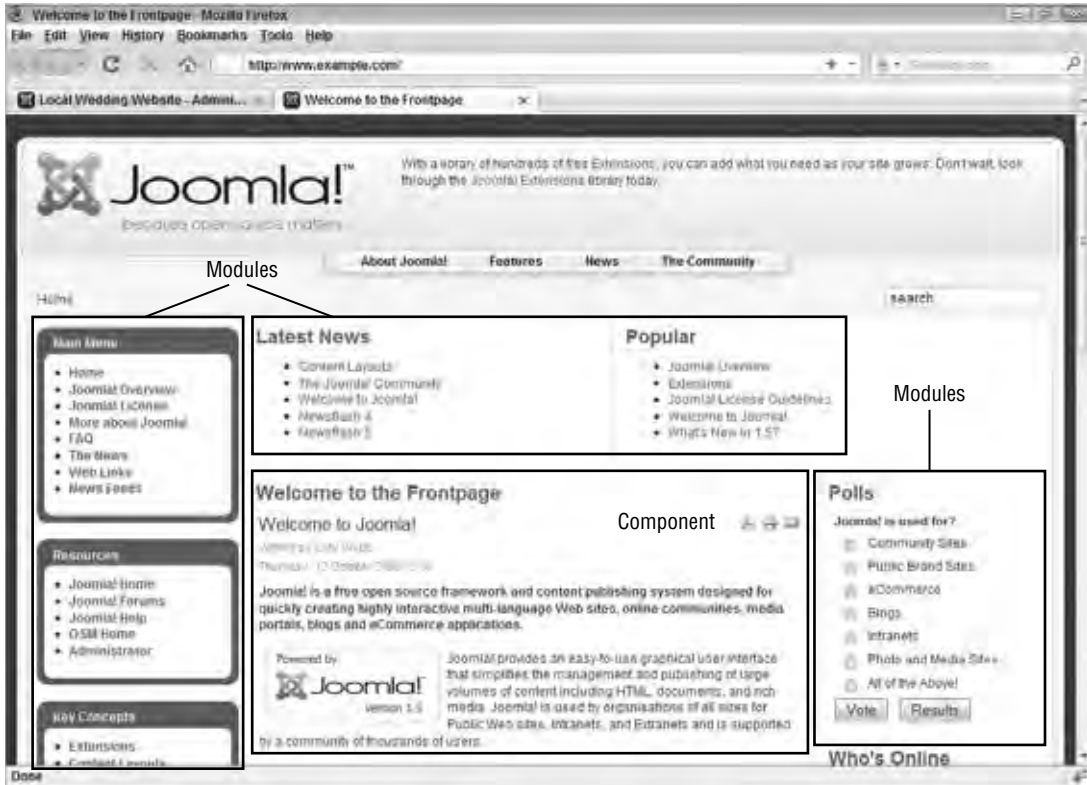 Welcome to the Frontpage - Mozilla Firefox
File Edit View History Bookmarks Tools Help
http://www.example.com/
Local Wedding Website - Admini...
Welcome to the Frontpage
Joomla!™
because open source matters
With a library of hundreds of free Extensions, you can add what you need as your site grows. Don't wait, look
through the Joomla! Extensions library today.
About Joomla! Features News The Community
Modules
Home
search
Main Menu
Home
Joomla! Overview
Joomla! License
More about Joomla!
FAQ
The News
Web Links
News Feeds
Resources
Joomla! Home
Joomla! Forums
Joomla! Help
OSM Home
Administrator
Key Concepts
Extensions
Content Layouts
Latest News
Content Layouts
The Joomla! Community
Welcome to Joomla!
Newsflash 4
Newsflash 5
Popular
Joomla! Overview
Extensions
Joomla! License Guidelines
Welcome to Joomla!
What's New in 1.5?
Modules
Welcome to the Frontpage
Welcome to Joomla!
Component
Written by
Thursday, 12 October
Joomla! is a free open source framework and content publishing system designed for
quickly creating highly interactive multi-language Web sites, online communities, media
portals, blogs and eCommerce applications.
Powered by
Joomla!
version 1.5
Joomla! provides an easy-to-use graphical user interface
that simplifies the management and publishing of large
volumes of content including HTML, documents, and rich
media. Joomla! is used by organisations of all sizes for
Public Web sites, Intranets, and Extranets and is supported
by a community of thousands of users.
Polls
Joomla! is used for?
Community Sites
Public Brand Sites
eCommerce
Blogs
Intranets
Photo and Media Sites
All of the Above!
Vote Results
Who's Online
Done